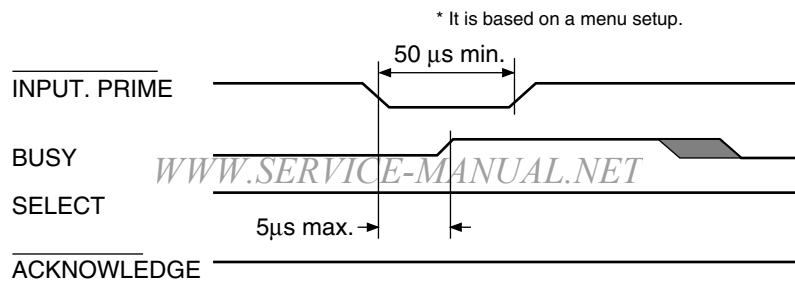 * It is based on a menu setup.
50 µs min.
INPUT. PRIME
BUSY
WWW.SERVICE-MANUAL.NET
SELECT
5µs max.
ACKNOWLEDGE